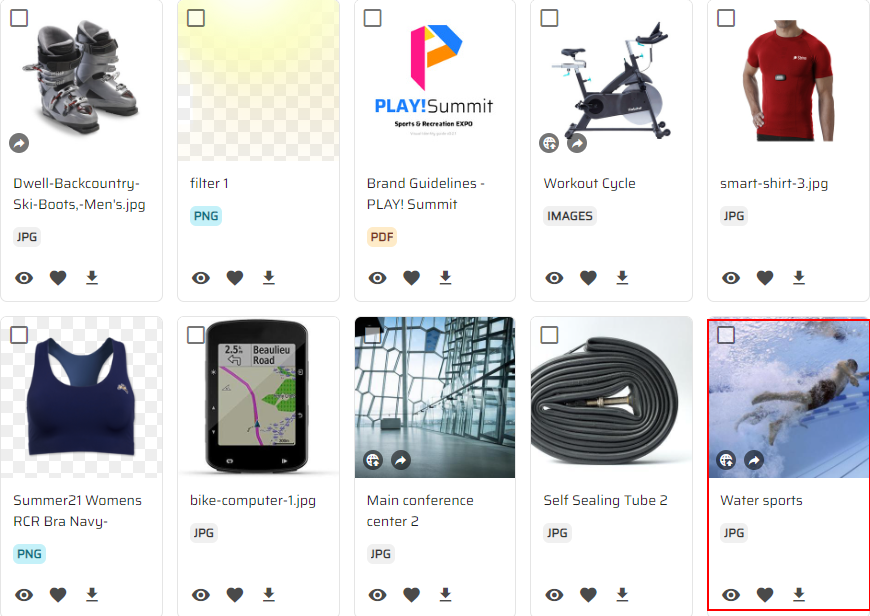 PLAY!Summit
Sports & Recreation EXPO
Dwell-Backcountry-
Ski-Boots,-Men's.jpg
JPG
filter 1
PNG
Brand Guidelines -
PLAY! Summit
PDF
Workout Cycle
IMAGES
smart-shirt-3.jpg
JPG
2.5
Beaulieu
Road
Summer21 Womens
RCR Bra Navy-
PNG
bike-computer-1.jpg
JPG
Main conference
center 2
JPG
Self Sealing Tube 2
JPG
Water sports
JPG